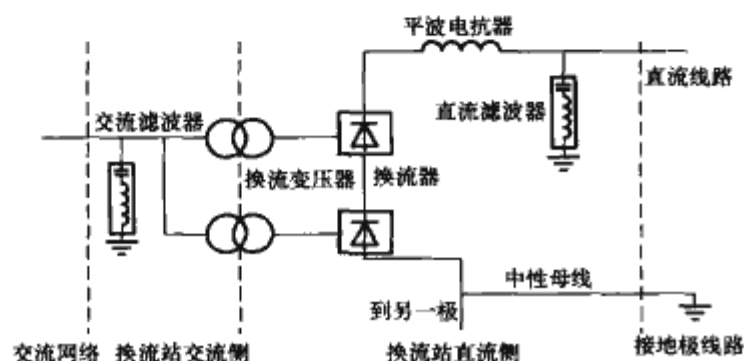 平波电抗器
直流线路
交流滤波器
直流滤波器
换流变压器
换流器
中性母线
到另一极
交流网络
换流站交流侧
换流站直流侧
接地极线路